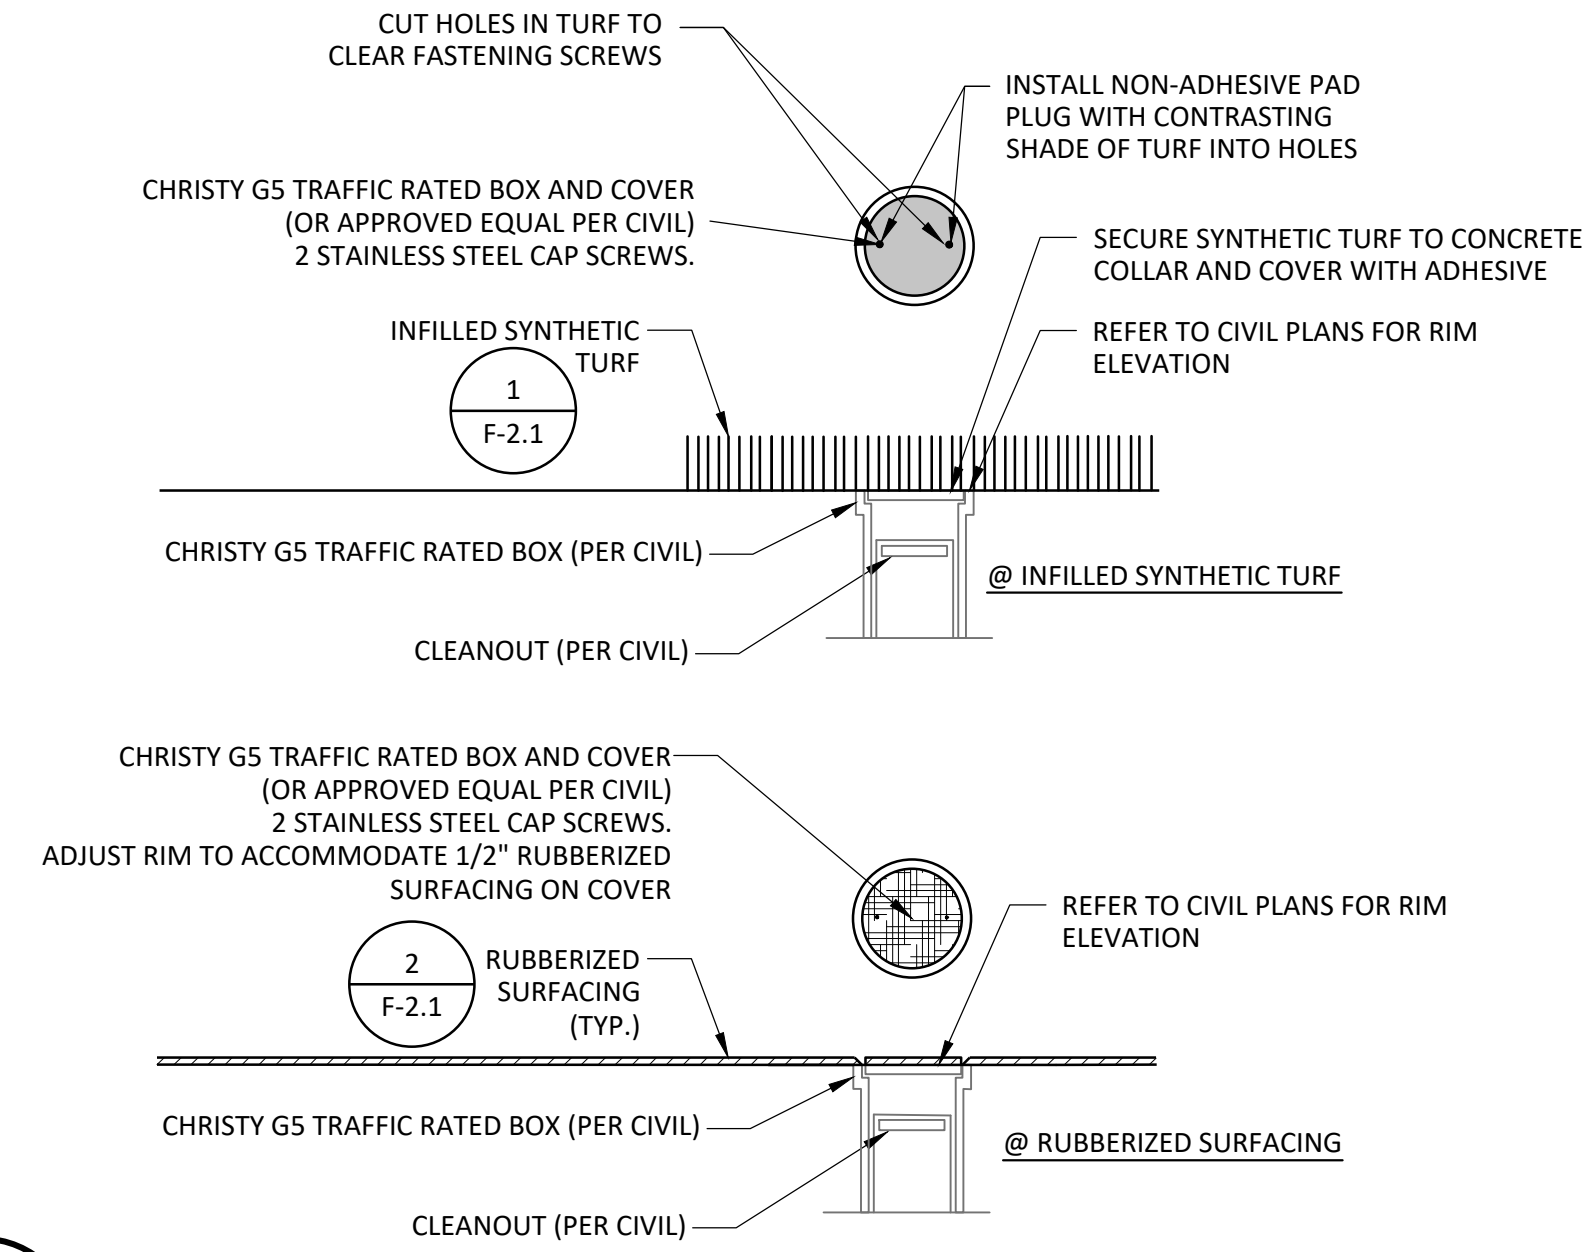 CUT HOLES IN TURF TO
CLEAR FASTENING SCREWS
INSTALL NON-ADHESIVE PAD
PLUG WITH CONTRASTING
SHADE OF TURF INTO HOLES
CHRISTY G5 TRAFFIC RATED BOX AND COVER
(OR APPROVED EQUAL PER CIVIL)
2 STAINLESS STEEL CAP SCREWS.
SECURE SYNTHETIC TURF TO CONCRETE
COLLAR AND COVER WITH ADHESIVE
INFILLED SYNTHETIC
TURF
REFER TO CIVIL PLANS FOR RIM
ELEVATION
1
F-2.1
CHRISTY G5 TRAFFIC RATED BOX (PER CIVIL)
@ INFILLED SYNTHETIC TURF
CLEANOUT (PER CIVIL)
CHRISTY G5 TRAFFIC RATED BOX AND COVER
(OR APPROVED EQUAL PER CIVIL)
2 STAINLESS STEEL CAP SCREWS.
ADJUST RIM TO ACCOMMODATE 1/2" RUBBERIZED
SURFACING ON COVER
REFER TO CIVIL PLANS FOR RIM
ELEVATION
2
F-2.1
RUBBERIZED
SURFACING
(TYP.)
CHRISTY G5 TRAFFIC RATED BOX (PER CIVIL)
@ RUBBERIZED SURFACING
CLEANOUT (PER CIVIL)